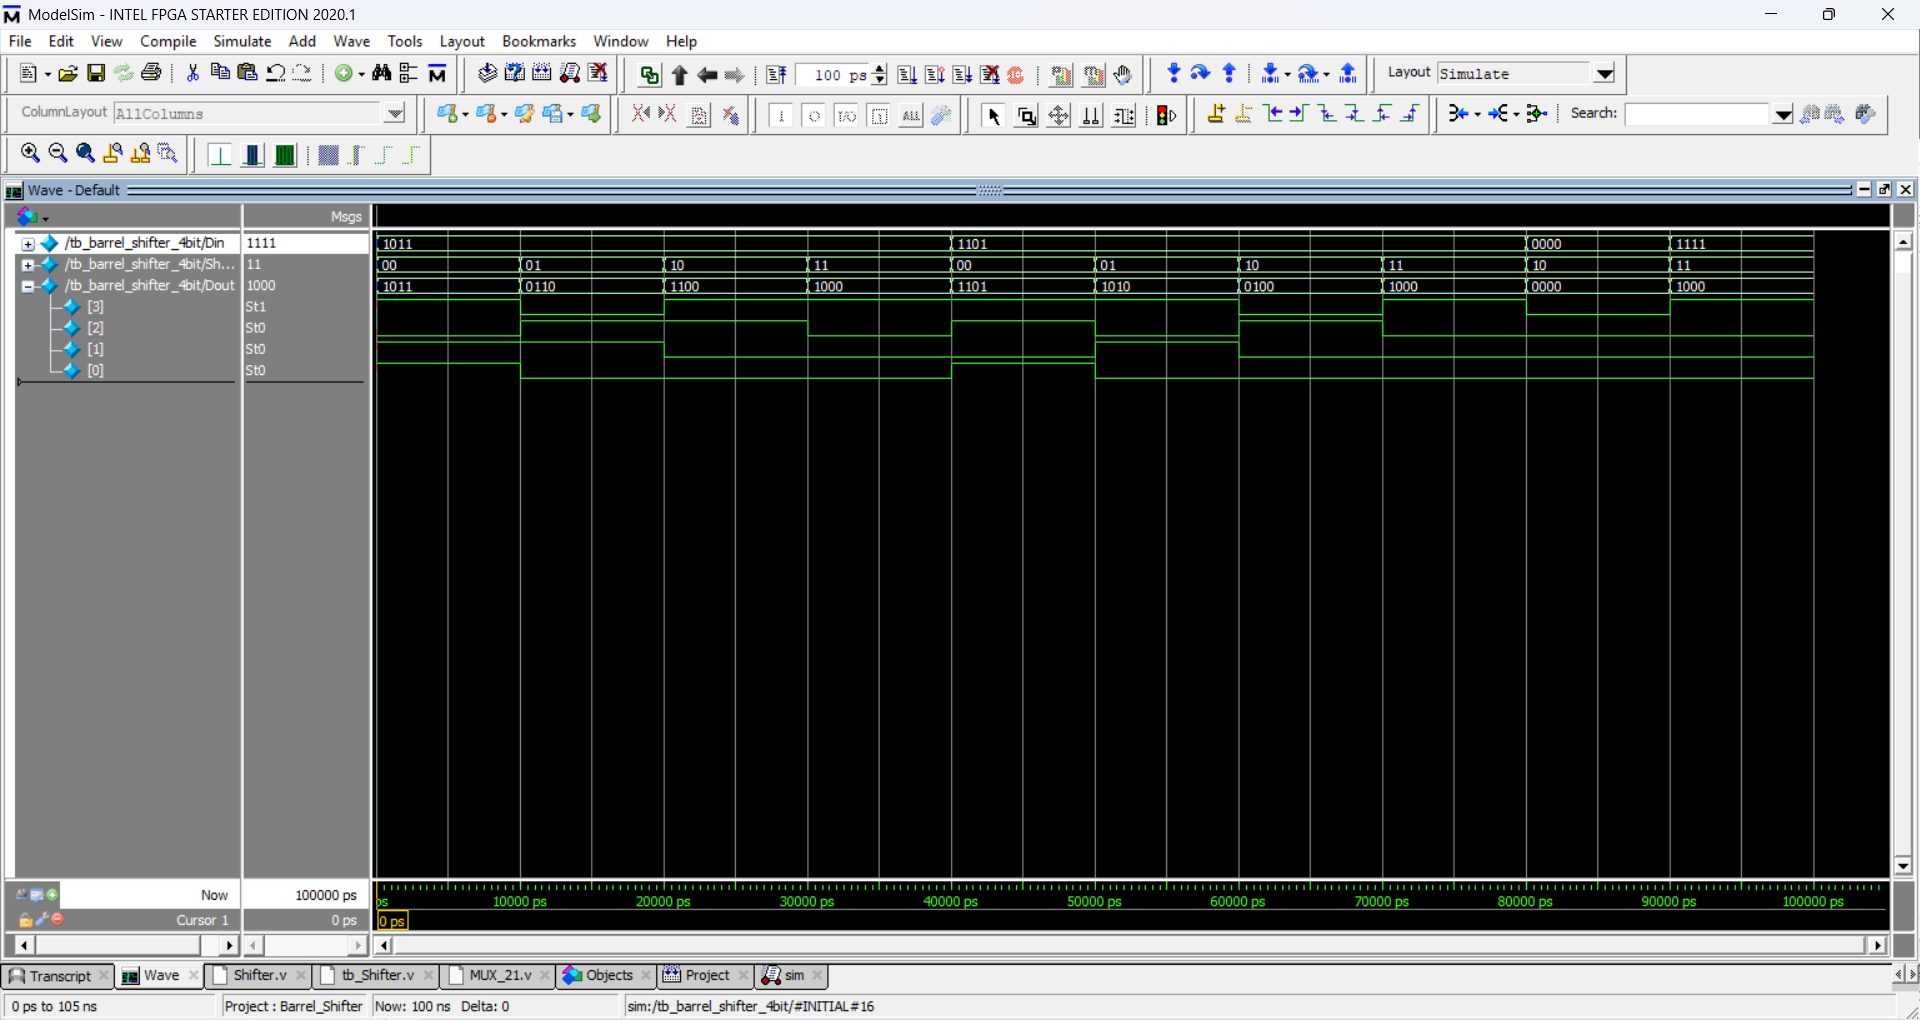 ModelSim - INTEL FPGA STARTER EDITION 2020.1
File Edit View Compile Simulate Add Wave Tools Layout Bookmarks Window Help
100 ps
Layout Simulate
ColumnLayout AllColumns
Search:
Wave - Default
Msgs
/tb_barrel_shifter_4bit/Din 1111 1011 1101 0000 1111
/tb_barrel_shifter_4bit/Sh... 11 00 01 10 11 00 01 10 11 10 11
/tb_barrel_shifter_4bit/Dout 1000 1011 0110 1100 1000 1101 1010 0100 1000 0000 1000
[3] St1
[2] St0
[1] St0
[0] St0
Now 100000 ps
ps 10000 ps 20000 ps 30000 ps 40000 ps 50000 ps 60000 ps 70000 ps 80000 ps 90000 ps 100000 ps
Cursor 1 0 ps 0 ps
Transcript Wave Shifter.v tb_Shifter.v MUX_21.v Objects Project sim
0 ps to 105 ns Project : Barrel_Shifter Now: 100 ns Delta: 0 sim:/tb_barrel_shifter_4bit/#INITIAL#16